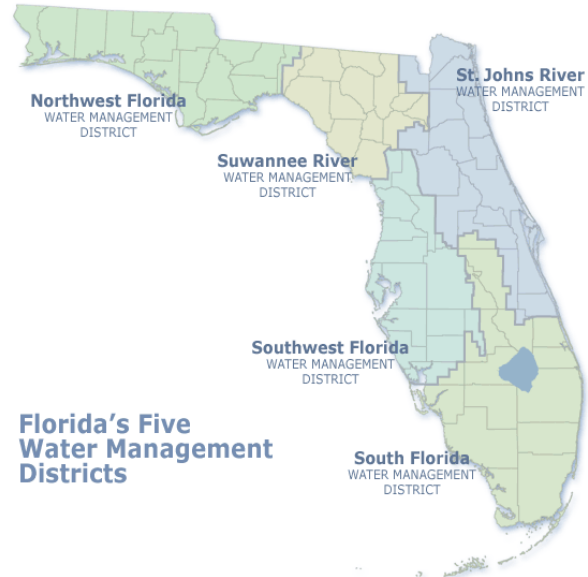 St. Johns River
WATER MANAGEMENT
DISTRICT
Northwest Florida
WATER MANAGEMENT
DISTRICT
Suwannee River
WATER MANAGEMENT
DISTRICT
Southwest Florida
WATER MANAGEMENT
DISTRICT
Florida’s Five
Water Management
Districts
South Florida
WATER MANAGEMENT
DISTRICT